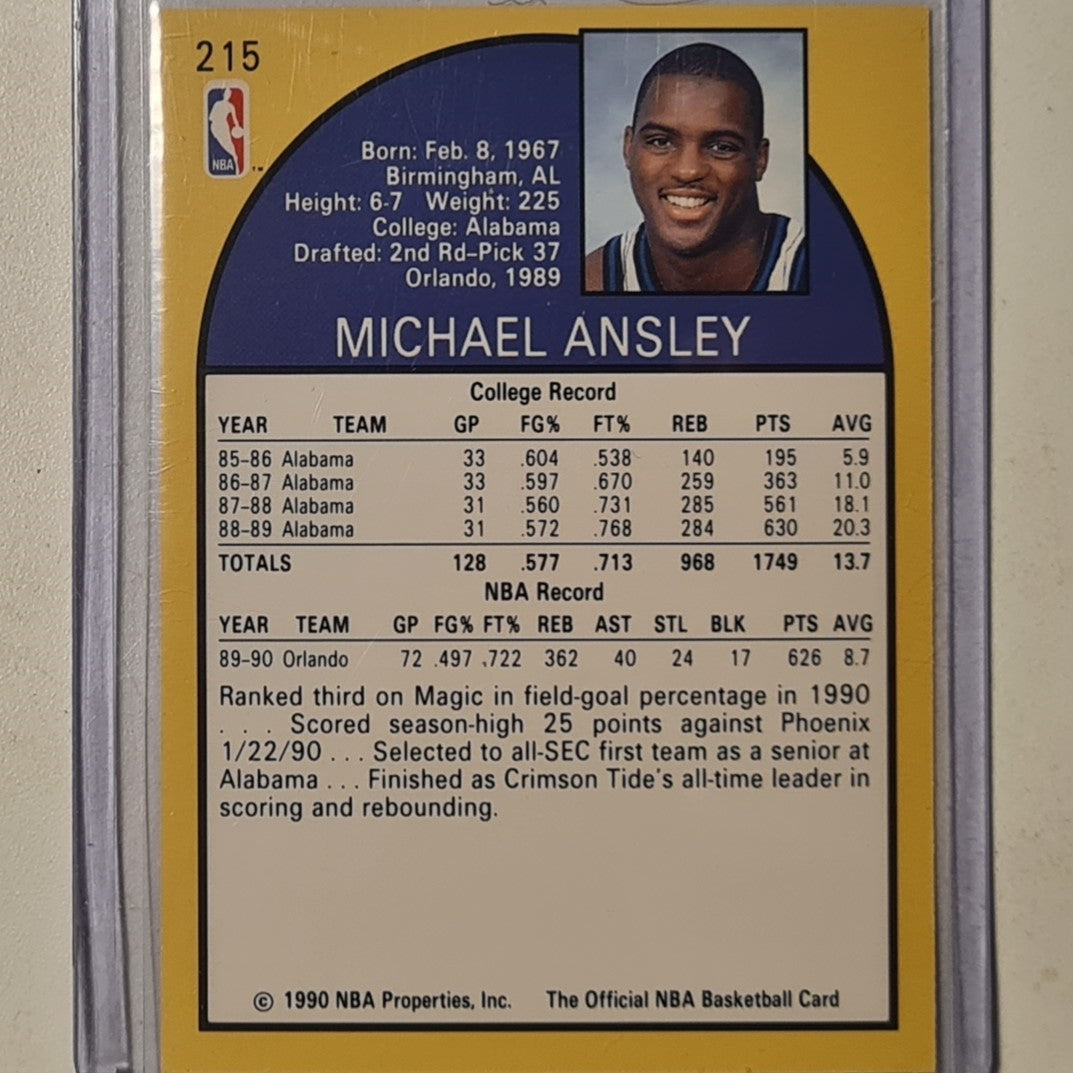 215
NBA
Born: Feb. 8, 1967
Birmingham, AL
Height: 6-7 Weight: 225
College: Alabama
Drafted: 2nd Rd-Pick 37
Orlando, 1989
MICHAEL ANSLEY
College Record
YEAR TEAM GP FG% FT% REB PTS AVG
85-86 Alabama 33 .604 .538 140 195 5.9
86-87 Alabama 33 .597 .670 259 363 11.0
87-88 Alabama 31 .560 .731 285 561 18.1
88-89 Alabama 31 .572 .768 284 630 20.3
TOTALS 128 .577 .713 968 1749 13.7
NBA Record
YEAR TEAM GP FG% FT% REB AST STL BLK PTS AVG
89-90 Orlando 72 .497 .722 362 40 24 17 626 8.7
Ranked third on Magic in field-goal percentage in 1990
. . . Scored season-high 25 points against Phoenix
1/22/90 . . . Selected to all-SEC first team as a senior at
Alabama . . . Finished as Crimson Tide's all-time leader in
scoring and rebounding.
© 1990 NBA Properties, Inc. The Official NBA Basketball Card